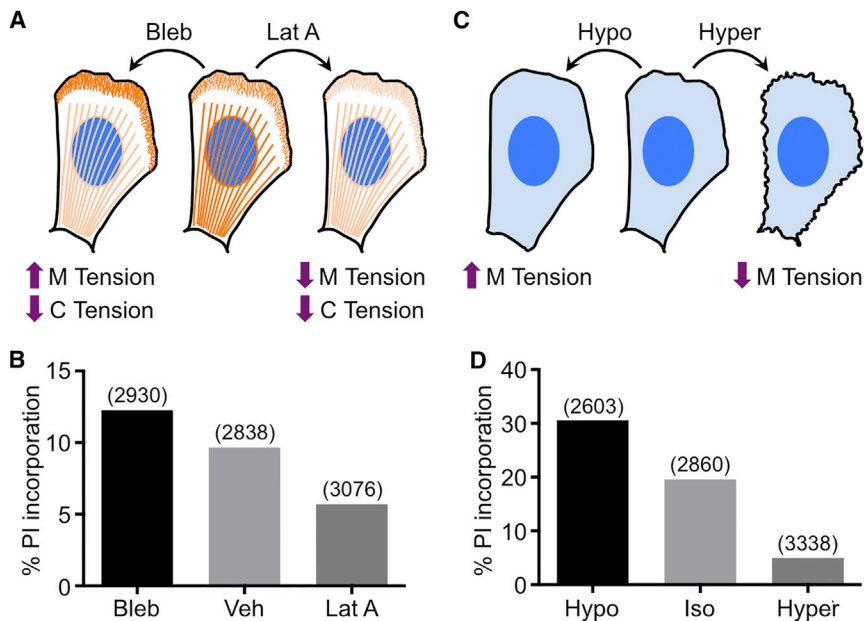 A
Bleb Lat A
M Tension
C Tension
M Tension
C Tension
C
Hypo Hyper
M Tension
M Tension
B
% PI incorporation
15
10
5
0
(2930)
(2838)
(3076)
Bleb Veh Lat A
D
% PI incorporation
40
30
20
10
0
(2603)
(2860)
(3338)
Hypo Iso Hyper